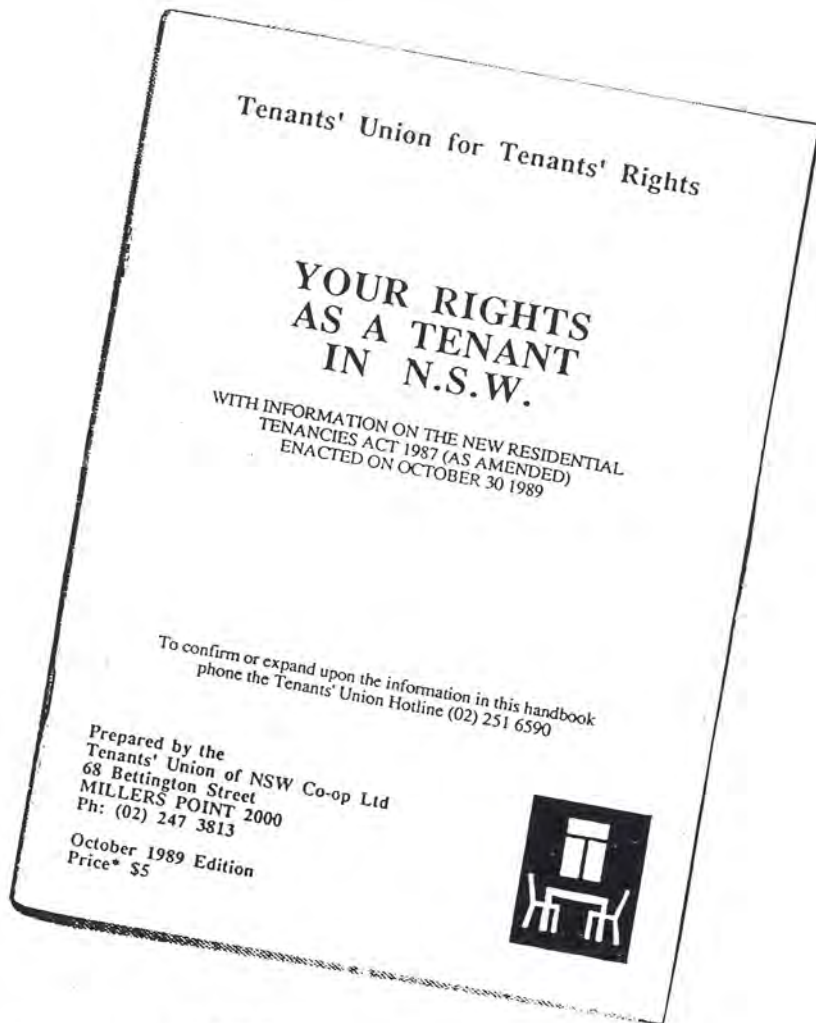 Tenants' Union for Tenants' Rights
YOUR RIGHTS
AS A TENANT
IN N.S.W.
WITH INFORMATION ON THE NEW RESIDENTIAL
TENANCIES ACT 1987 (AS AMENDED)
ENACTED ON OCTOBER 30 1989
To confirm or expand upon the information in this handbook
phone the Tenants' Union Hotline (02) 251 6590
Prepared by the
Tenants' Union of NSW Co-op Ltd
68 Bettington Street
MILLERS POINT 2000
Ph: (02) 247 3813
October 1989 Edition
Price* $5